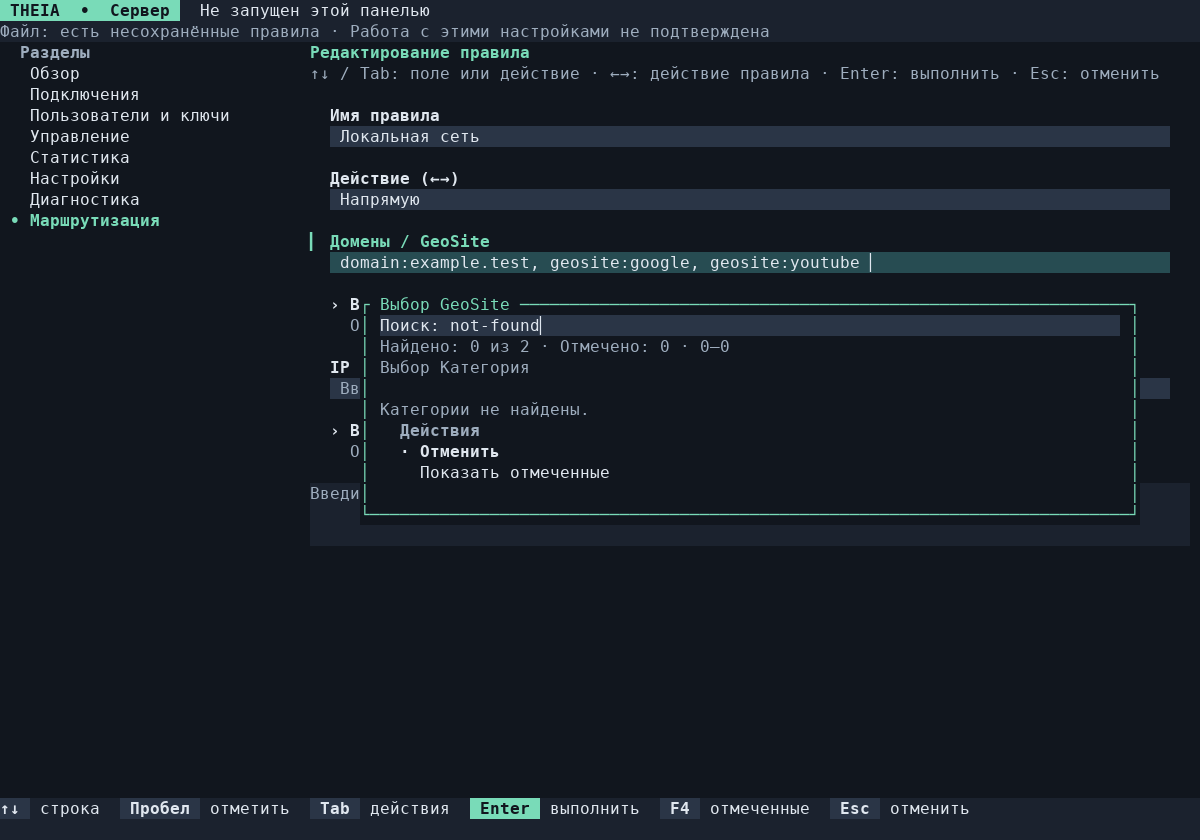 THEIA • Сервер Не запущен этой панелью
Файл: есть несохранённые правила · Работа с этими настройками не подтверждена
Разделы
Обзор
Подключения
Пользователи и ключи
Управление
Статистика
Настройки
Диагностика
• Маршрутизация
Редактирование правила
↑↓ / Tab: поле или действие · ←→: действие правила · Enter: выполнить · Esc: отменить
Имя правила
Локальная сеть
Действие (←→)
Напрямую
Домены / GeoSite
domain:example.test, geosite:google, geosite:youtube
› В
О
IP
Вв
› В
О
Введи
Выбор GeoSite
Поиск: not-found
Найдено: 0 из 2 · Отмечено: 0 · 0–0
Выбор Категория
Категории не найдены.
Действия
· Отменить
Показать отмеченные
↑↓ строка Пробел отметить Tab действия Enter выполнить F4 отмеченные Esc отменить